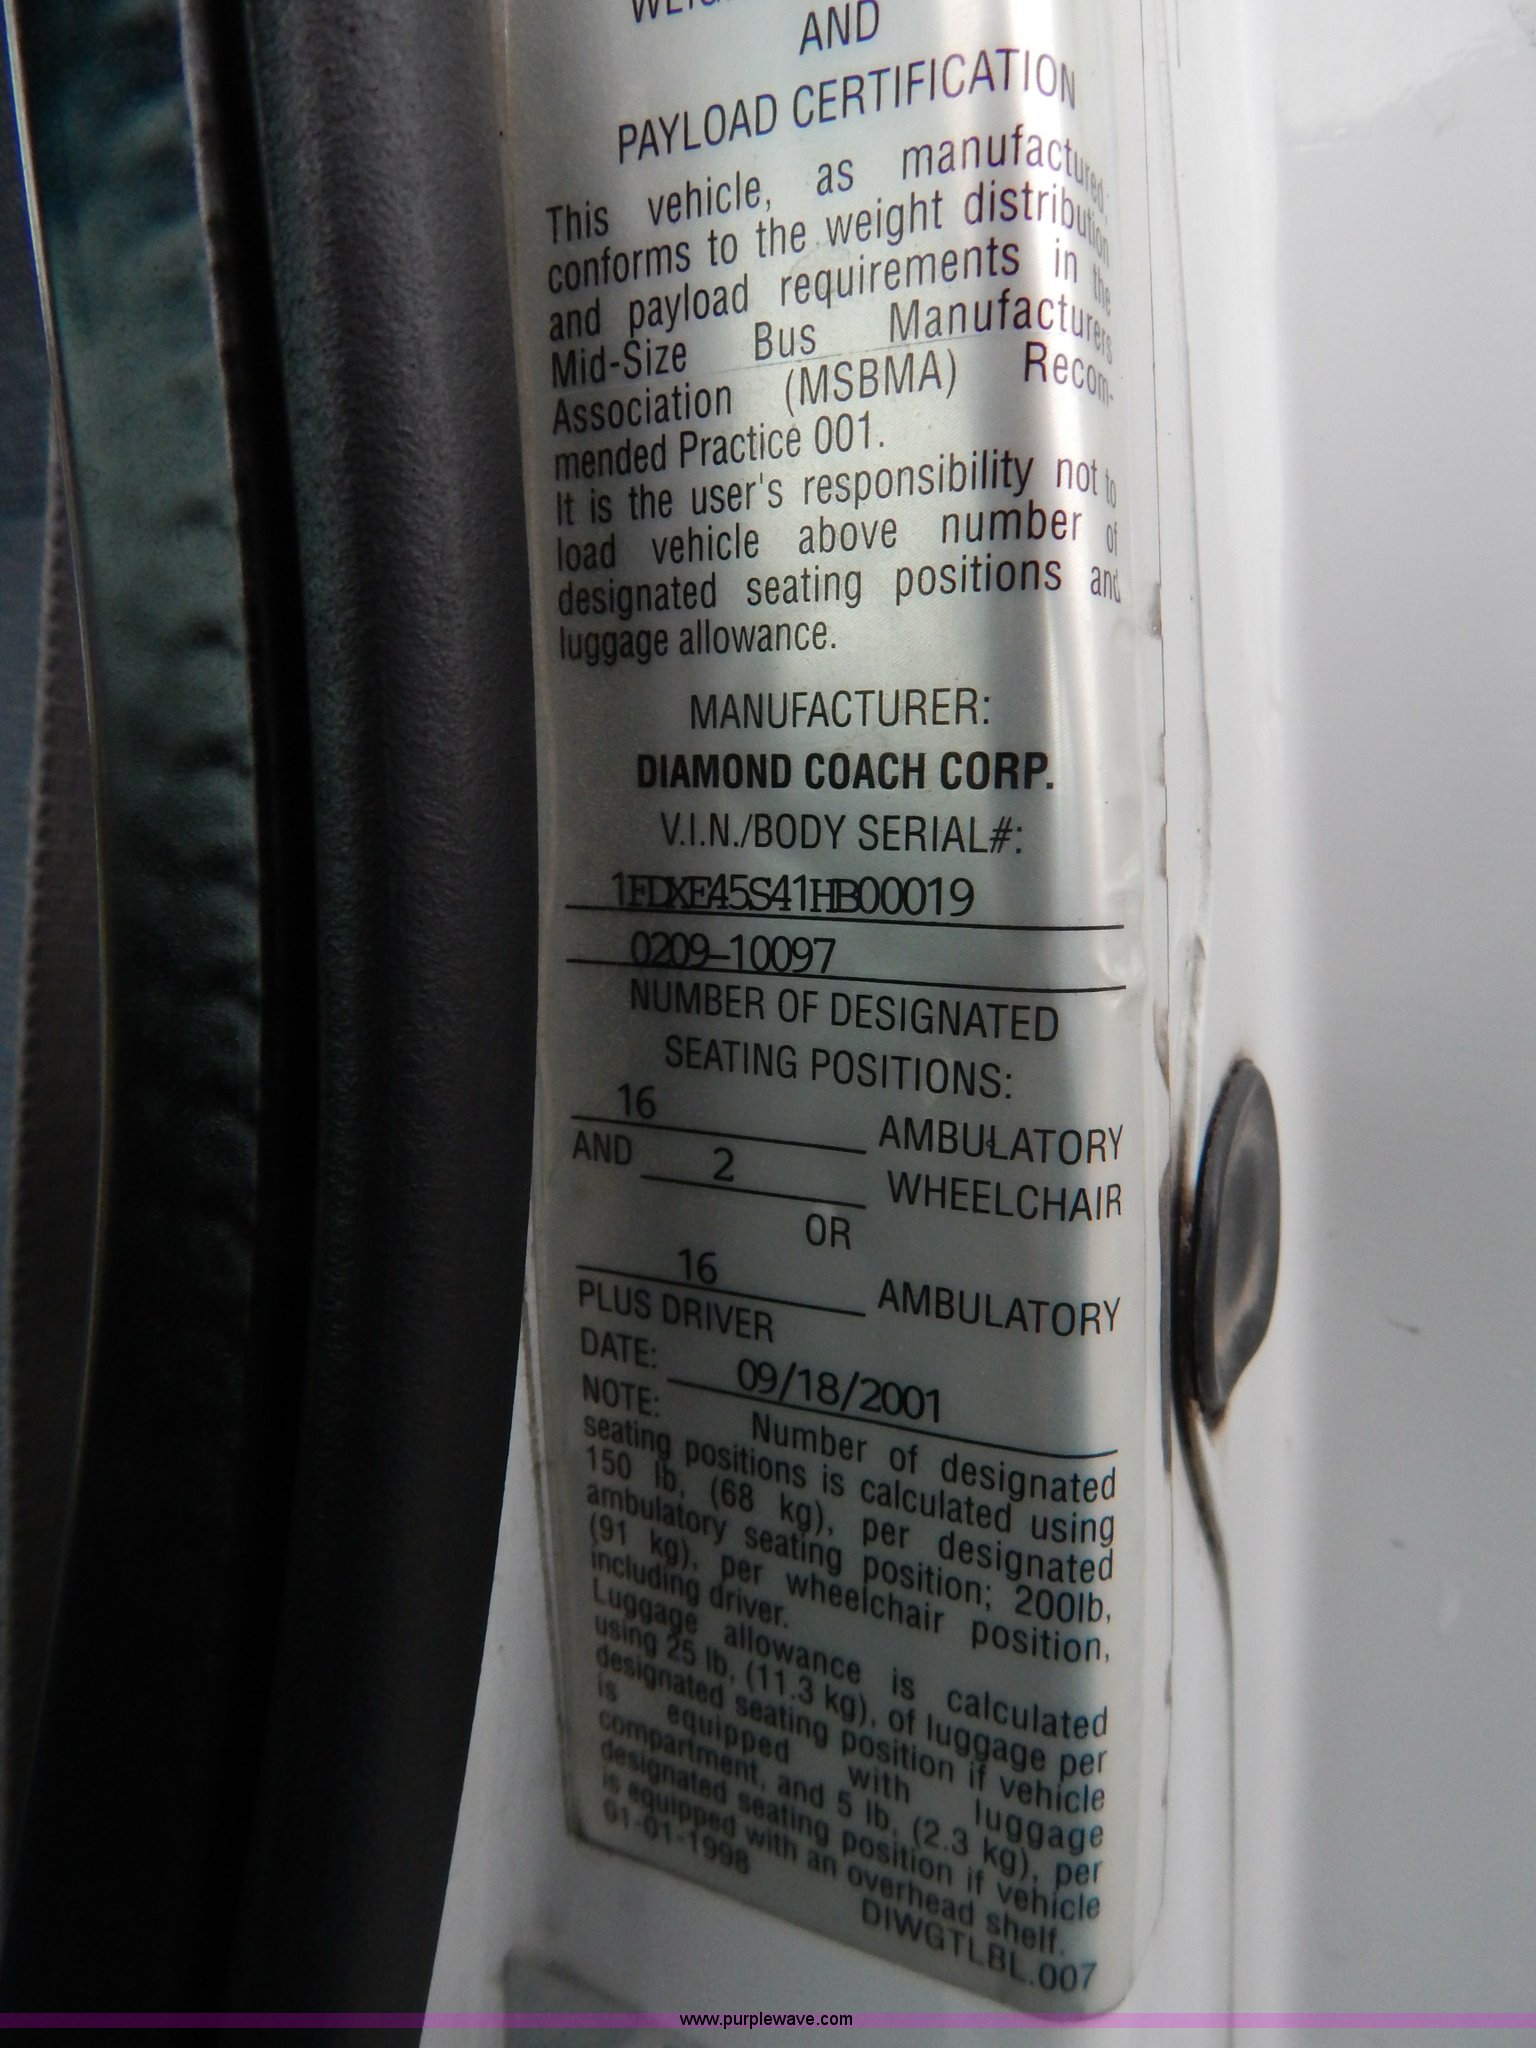 AND
PAYLOAD CERTIFICATION
This vehicle, as manufactured,
conforms to the weight distribution
and payload requirements in the
Mid-Size Bus Manufacturers
Association (MSBMA) Recom-
mended Practice 001.
It is the user's responsibility not to
load vehicle above number of
designated seating positions and
luggage allowance.
MANUFACTURER:
DIAMOND COACH CORP.
V.I.N./BODY SERIAL#:
1FDXE45S41HB00019
0209-10097
NUMBER OF DESIGNATED
SEATING POSITIONS:
16 AMBULATORY
AND 2 WHEELCHAIR
OR
16 AMBULATORY
PLUS DRIVER
DATE: 09/18/2001
NOTE: Number of designated
seating positions is calculated using
150 lb, (68 kg), per designated
ambulatory seating position; 200lb,
(91 kg), per wheelchair position,
including driver.
Luggage allowance is calculated
using 25 lb, (11.3 kg), of luggage per
designated seating position if vehicle
is equipped with luggage
compartment, and 5 lb, (2.3 kg), per
designated seating position if vehicle
is equipped with an overhead shelf.
01-01-1998 DIWGTLBL.007
www.purplewave.com